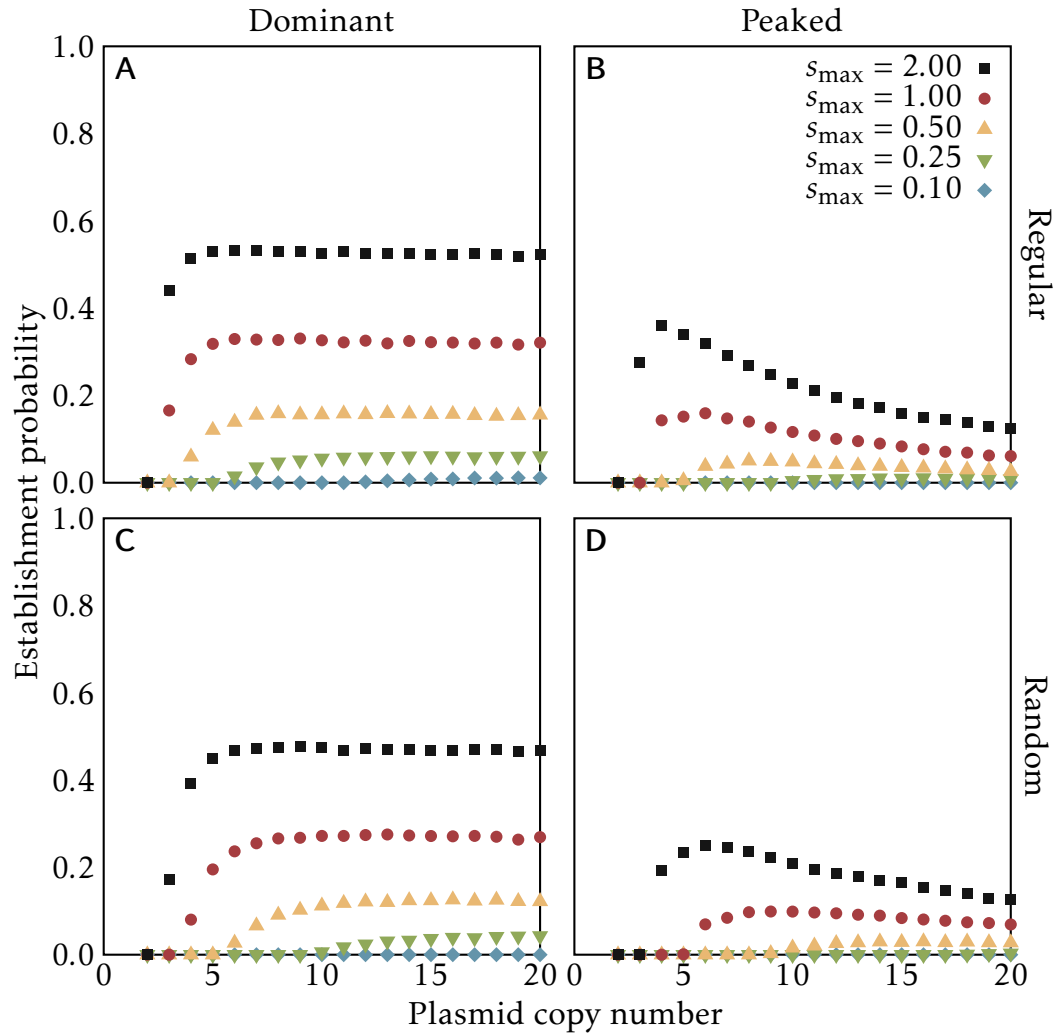 Dominant
Peaked
A
B
C
D
s_max = 2.00
s_max = 1.00
s_max = 0.50
s_max = 0.25
s_max = 0.10
Regular
Random
Establishment probability
1.0
0.8
0.6
0.4
0.2
0.0
1.0
0.8
0.6
0.4
0.2
0.0
0 5 10 15 20
0 5 10 15 20
Plasmid copy number